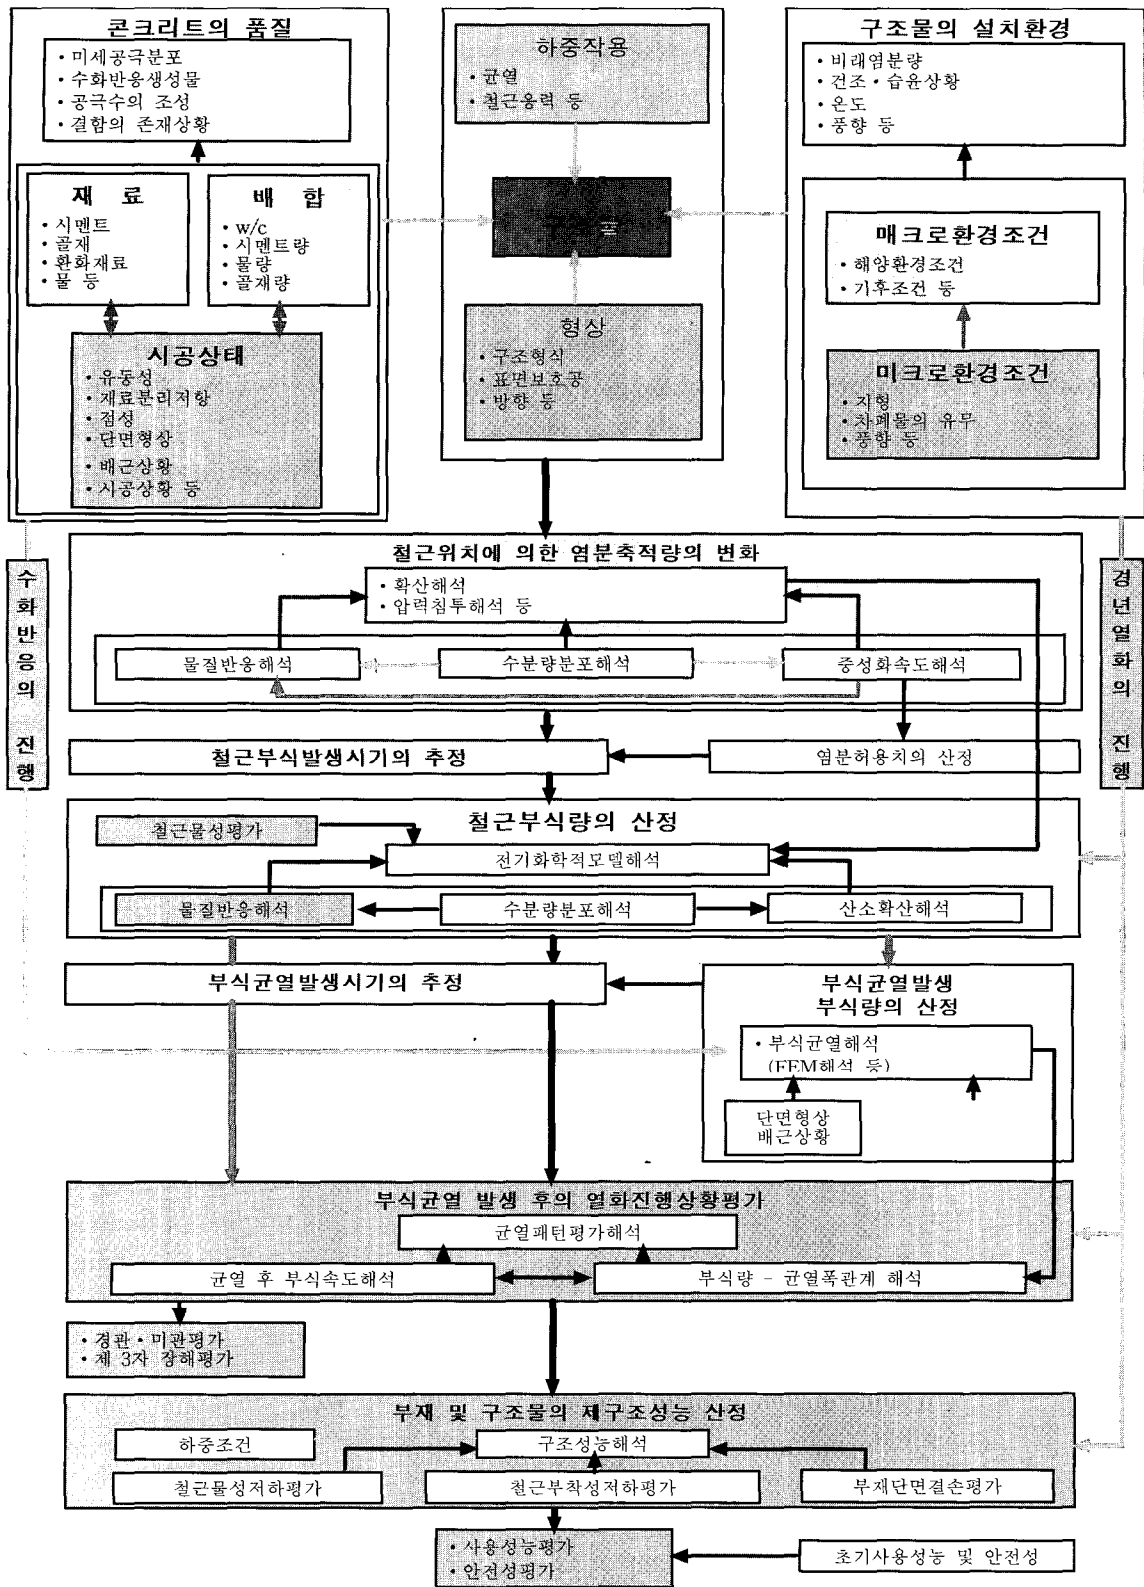 콘크리트의 품질
• 미세공극분포
• 수화반응생성물
• 공극수의 조성
• 결함의 존재상황
재 료
• 시멘트
• 골재
• 환화재료
• 물 등
배 합
• w/c
• 시멘트량
• 물량
• 골재량
시공상태
• 유동성
• 재료분리저항
• 점성
• 단면형상
• 배근상황
• 시공상황 등
하중작용
• 균열
• 철근응력 등
구조물
형상
• 구조형식
• 표면보호공
• 방향 등
구조물의 설치환경
• 비래염분량
• 건조・습윤상황
• 온도
• 풍향 등
매크로환경조건
• 해양환경조건
• 기후조건 등
미크로환경조건
• 지형
• 차폐물의 유무
• 풍향 등
수화반응의 진행
경년열화의 진행
철근위치에 의한 염분축적량의 변화
• 확산해석
• 압력침투해석 등
물질반응해석
수분량분포해석
중성화속도해석
철근부식발생시기의 추정
염분허용치의 산정
철근부식량의 산정
철근물성평가
전기화학적모델해석
물질반응해석
수분량분포해석
산소확산해석
부식균열발생시기의 추정
부식균열발생
부식량의 산정
• 부식균열해석
(FEM해석 등)
단면형상
배근상황
부식균열 발생 후의 열화진행상황평가
균열패턴평가해석
균열 후 부식속도해석
부식량 - 균열폭관계 해석
• 경관・미관평가
• 제 3자 장해평가
부재 및 구조물의 제구조성능 산정
하중조건
구조성능해석
철근물성저하평가
철근부착성저하평가
부재단면결손평가
• 사용성능평가
• 안전성평가
초기사용성능 및 안전성